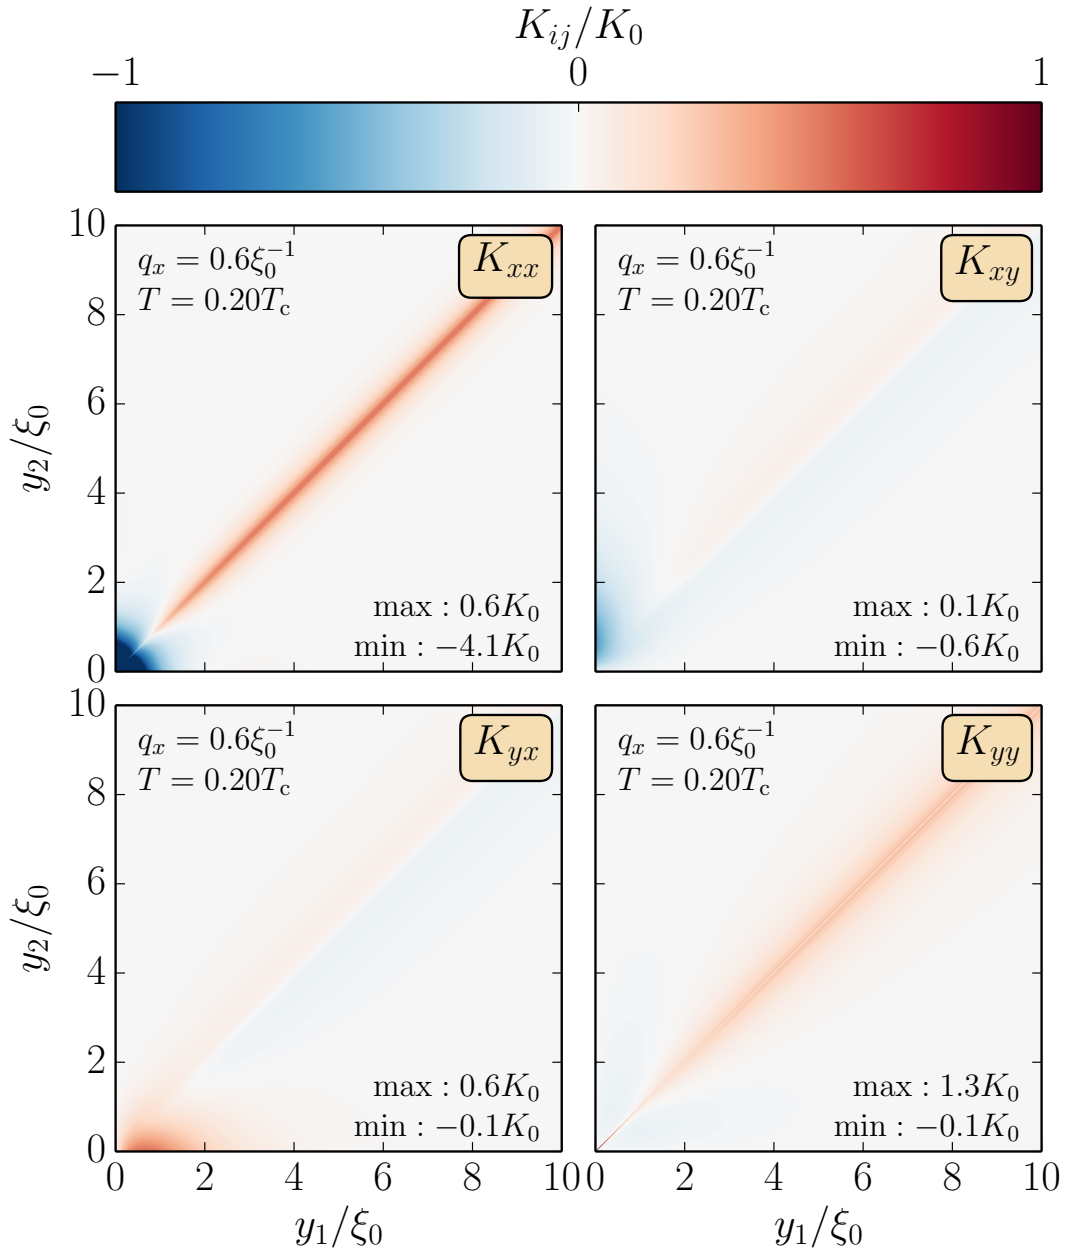 K_{ij}/K_0
−1 0 1
10
q_x = 0.6ξ_0^{-1}
T = 0.20T_c
K_{xx}
8
6
y_2/ξ_0
4
2
max : 0.6K_0
min : −4.1K_0
0
q_x = 0.6ξ_0^{-1}
T = 0.20T_c
K_{xy}
max : 0.1K_0
min : −0.6K_0
10
q_x = 0.6ξ_0^{-1}
T = 0.20T_c
K_{yx}
8
6
y_2/ξ_0
4
2
max : 0.6K_0
min : −0.1K_0
0
0 2 4 6 8 10
y_1/ξ_0
q_x = 0.6ξ_0^{-1}
T = 0.20T_c
K_{yy}
max : 1.3K_0
min : −0.1K_0
0 2 4 6 8 10
y_1/ξ_0